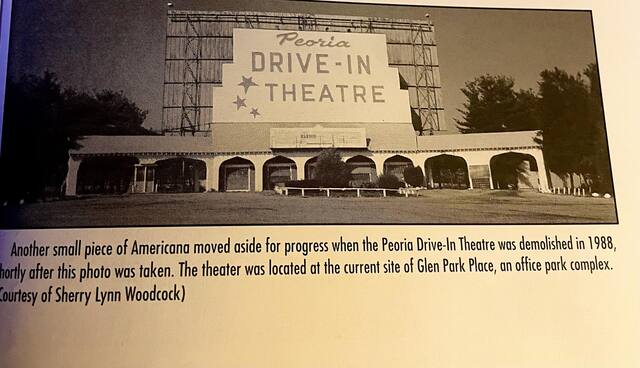 Peoria
DRIVE-IN
THEATRE
Another small piece of Americana moved aside for progress when the Peoria Drive-In Theatre was demolished in 1988,
hortly after this photo was taken. The theater was located at the current site of Glen Park Place, an office park complex.
Courtesy of Sherry Lynn Woodcock)